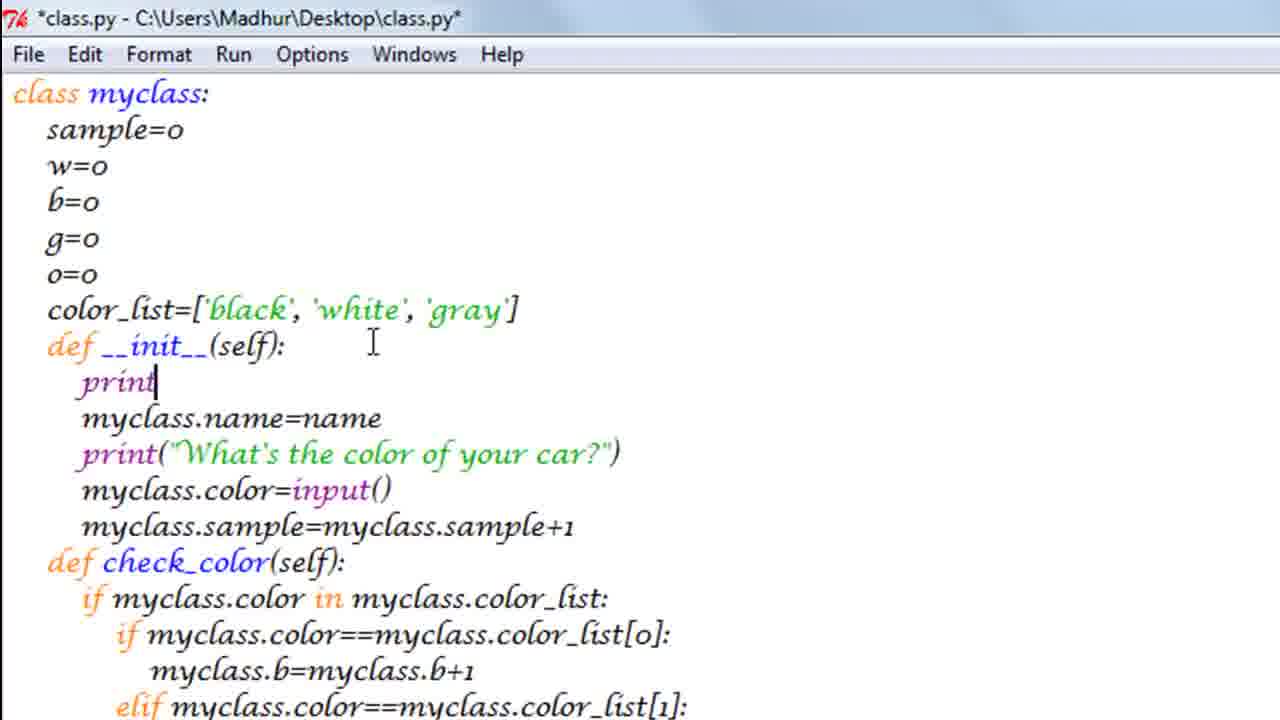 *class.py - C:\Users\Madhur\Desktop\class.py*
File Edit Format Run Options Windows Help
class myclass:
sample=0
w=0
b=0
g=0
o=0
color_list=['black', 'white', 'gray']
def __init__(self):
print
myclass.name=name
print("What's the color of your car?")
myclass.color=input()
myclass.sample=myclass.sample+1
def check_color(self):
if myclass.color in myclass.color_list:
if myclass.color==myclass.color_list[0]:
myclass.b=myclass.b+1
elif myclass.color==myclass.color_list[1]: